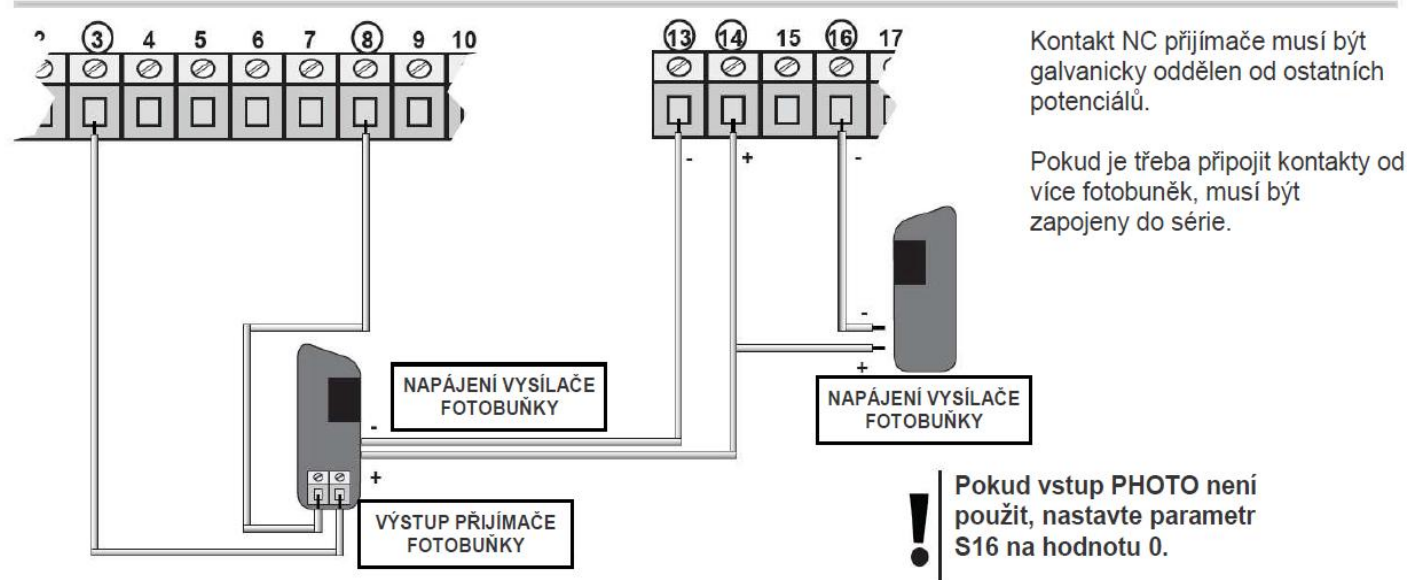 3 4 5 6 7 8 9 10
13 14 15 16 17
- + -
Kontakt NC přijímače musí být
galvanicky oddělen od ostatních
potenciálů.
Pokud je třeba připojit kontakty od
více fotobuněk, musí být
zapojeny do série.
-
+
NAPÁJENÍ VYSÍLAČE
FOTOBUŇKY
-
+
NAPÁJENÍ VYSÍLAČE
FOTOBUŇKY
VÝSTUP PŘIJÍMAČE
FOTOBUŇKY
!
Pokud vstup PHOTO není
použit, nastavte parametr
S16 na hodnotu 0.